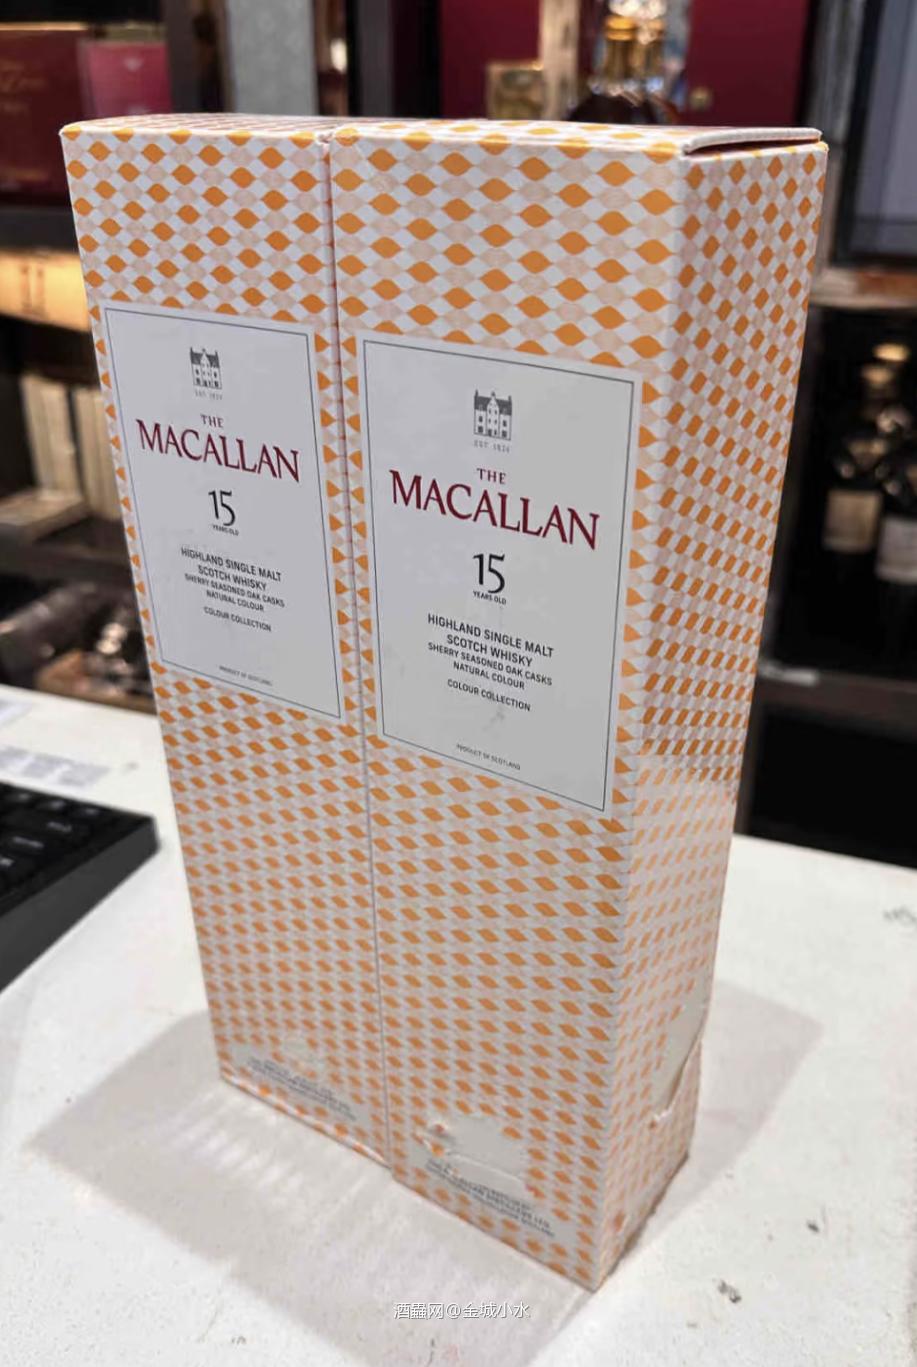 EST. 1824
THE
MACALLAN
15
YEARS OLD
HIGHLAND SINGLE MALT
SCOTCH WHISKY
SHERRY SEASONED OAK CASKS
NATURAL COLOUR
COLOUR COLLECTION
PRODUCT OF SCOTLAND
EST. 1824
THE
MACALLAN
15
YEARS OLD
HIGHLAND SINGLE MALT
SCOTCH WHISKY
SHERRY SEASONED OAK CASKS
NATURAL COLOUR
COLOUR COLLECTION
PRODUCT OF SCOTLAND
酒蟲网@金城小水